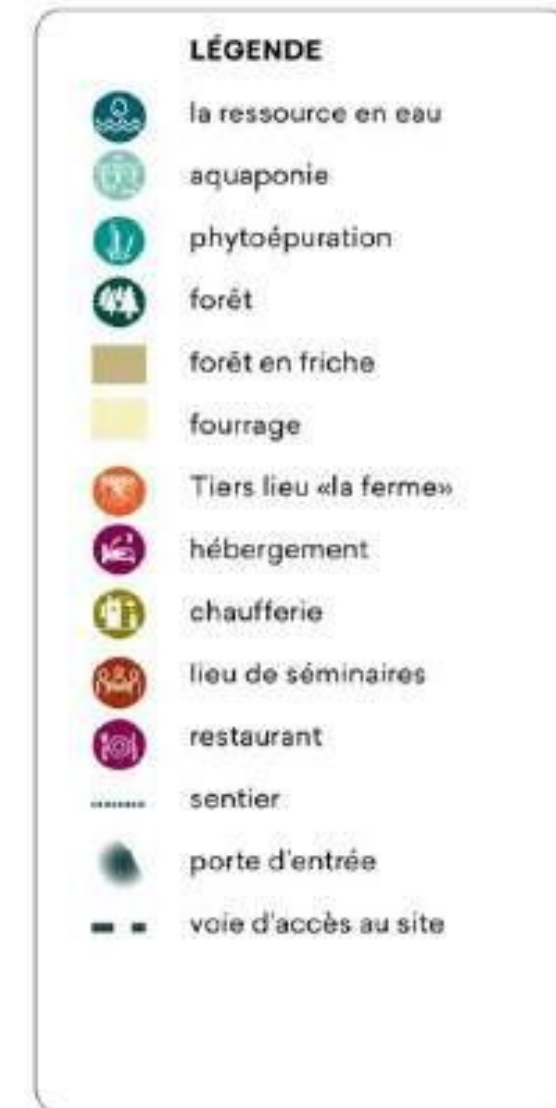 LÉGENDE
la ressource en eau
aquaponie
phytoépuration
forêt
forêt en friche
fourrage
Tiers lieu «la ferme»
hébergement
chaufferie
lieu de séminaires
restaurant
sentier
porte d'entrée
voie d'accès au site